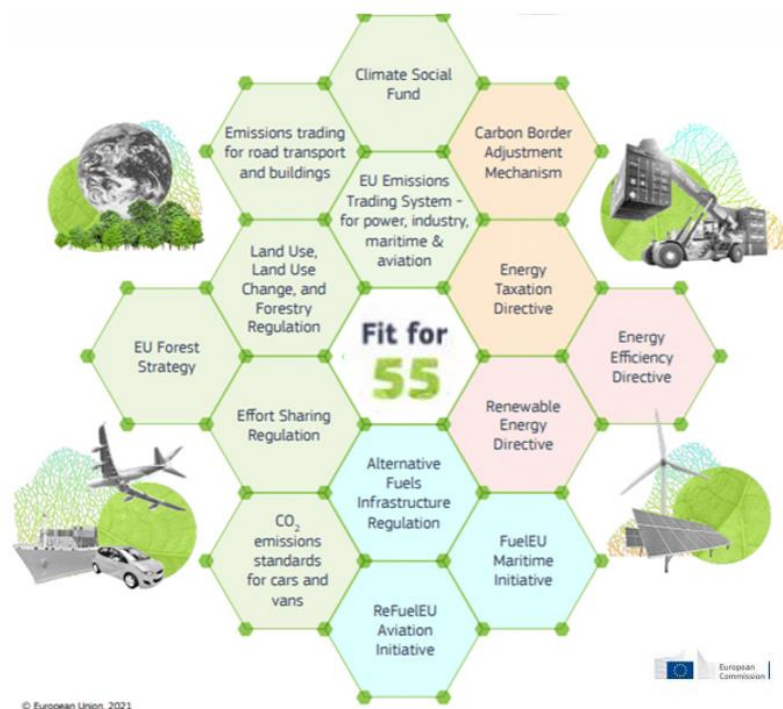 Climate Social
Fund
Emissions trading
for road transport
and buildings
Carbon Border
Adjustment
Mechanism
EU Emissions
Trading System -
for power, industry,
maritime &
aviation
Land Use,
Land Use
Change, and
Forestry
Regulation
Energy
Taxation
Directive
Fit for
55
EU Forest
Strategy
Energy
Efficiency
Directive
Effort Sharing
Regulation
Renewable
Energy
Directive
Alternative
Fuels
Infrastructure
Regulation
CO₂
emissions
standards
for cars and
vans
FuelEU
Maritime
Initiative
ReFuelEU
Aviation
Initiative
European
Commission
© European Union, 2021